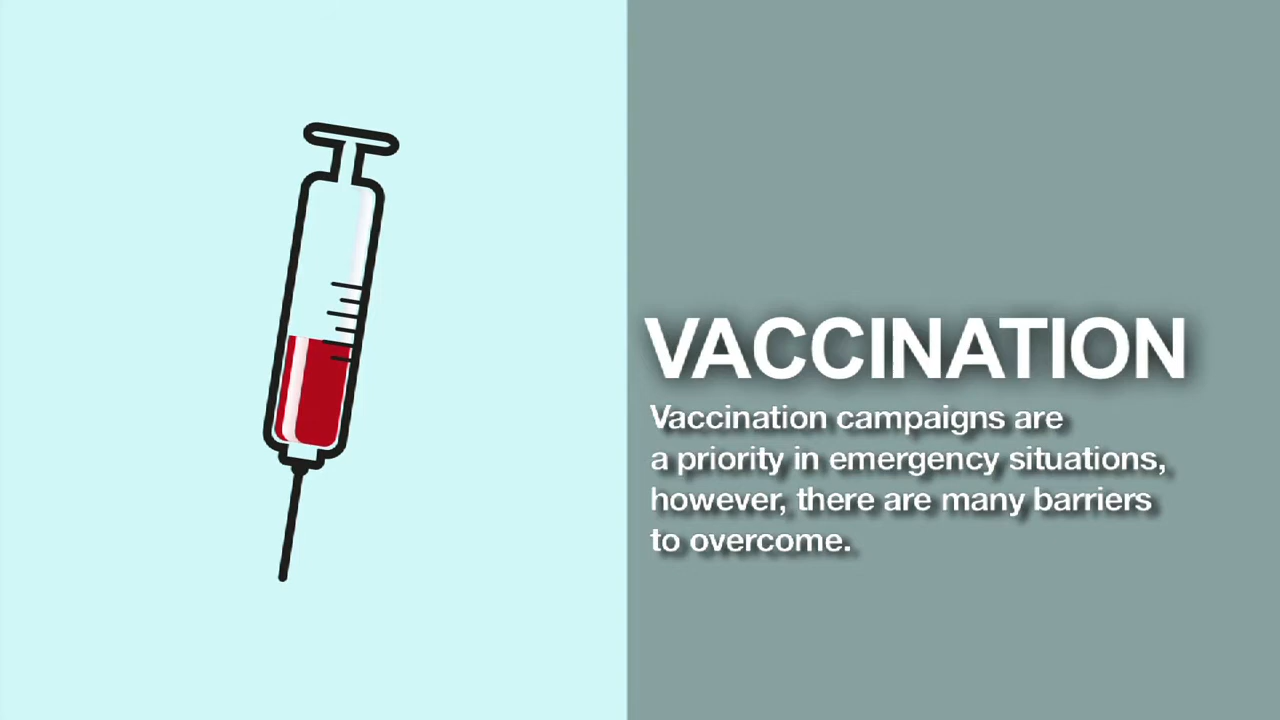 VACCINATION
Vaccination campaigns are
a priority in emergency situations,
however, there are many barriers
to overcome.